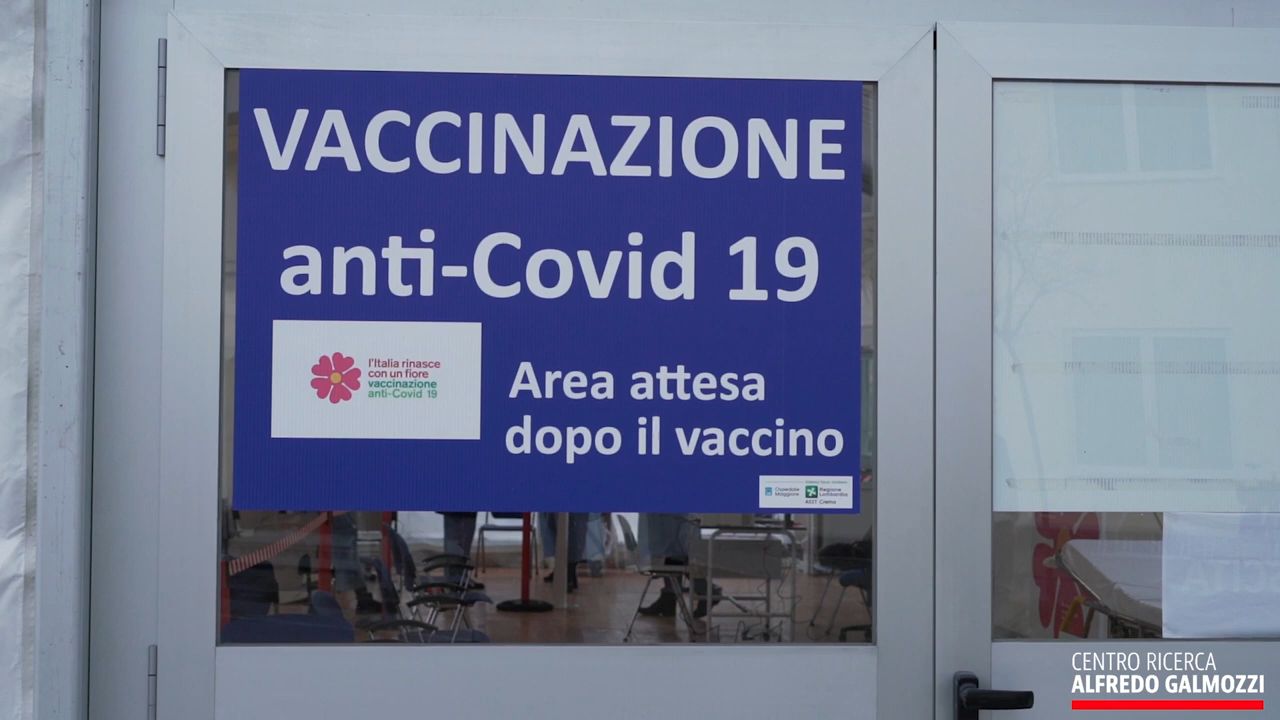 VACCINAZIONE
anti-Covid 19
l'Italia rinasce
con un fiore
vaccinazione
anti-Covid 19
Area attesa
dopo il vaccino
Ospedale
Maggiore
Regione
Lombardia
ASST Crema
CENTRO RICERCA
ALFREDO GALMOZZI